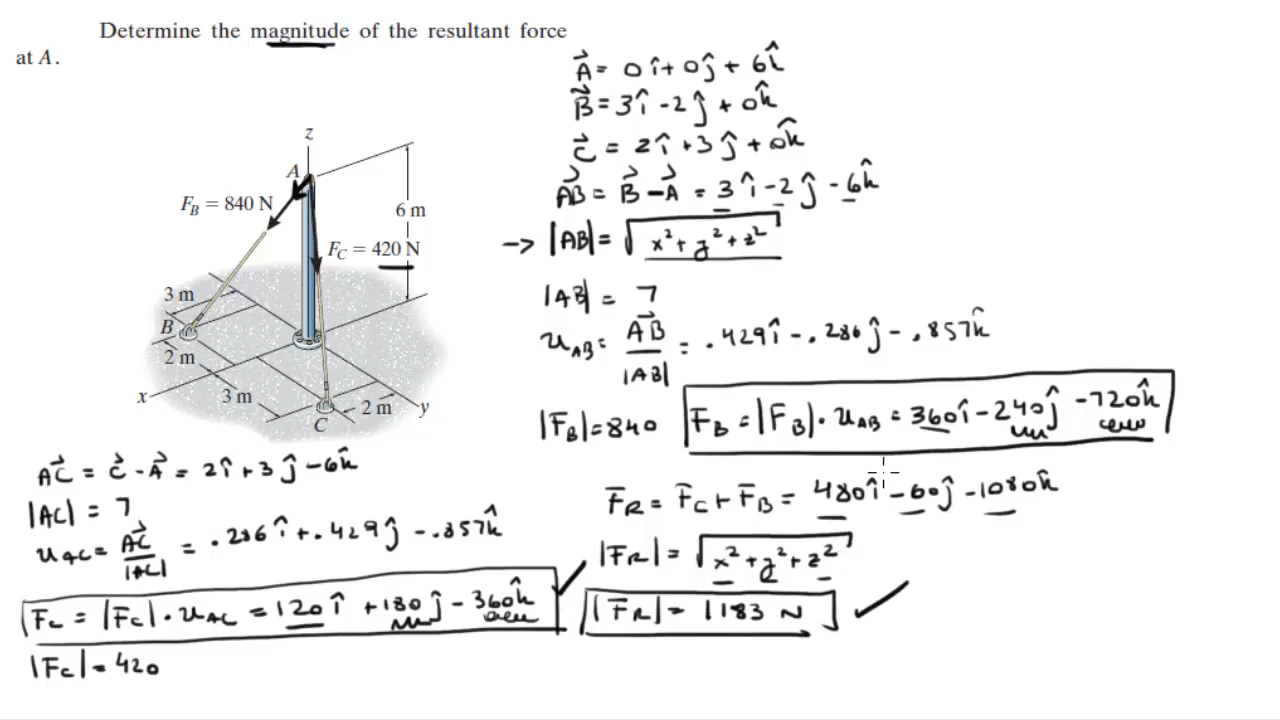 Determine the magnitude of the resultant force
at A.
z
A
F_B = 840 N
6 m
F_C = 420 N
3 m
B
2 m
x
3 m
2 m
y
C
A⃗ = 0î + 0ĵ + 6k̂
B⃗ = 3î - 2ĵ + 0k̂
C⃗ = 2î + 3ĵ + 0k̂
AB⃗ = B⃗ - A⃗ = 3î - 2ĵ - 6k̂
-> |AB| = √(x² + y² + z²)
|AB| = 7
u_AB = AB⃗ / |AB| = .429î - .286ĵ - .857k̂
|F_B| = 840
F_B = |F_B| · u_AB = 360î - 240ĵ - 720k̂
AC⃗ = C⃗ - A⃗ = 2î + 3ĵ - 6k̂
|AC| = 7
u_AC = AC⃗ / |AC| = .286î + .429ĵ - .857k̂
F_C = |F_C| · u_AC = 120î + 180ĵ - 360k̂
|F_C| = 420
F̄_R = F̄_C + F̄_B = 480î - 60ĵ - 1080k̂
|F_R| = √(x² + y² + z²)
|F̄_R| = 1183 N